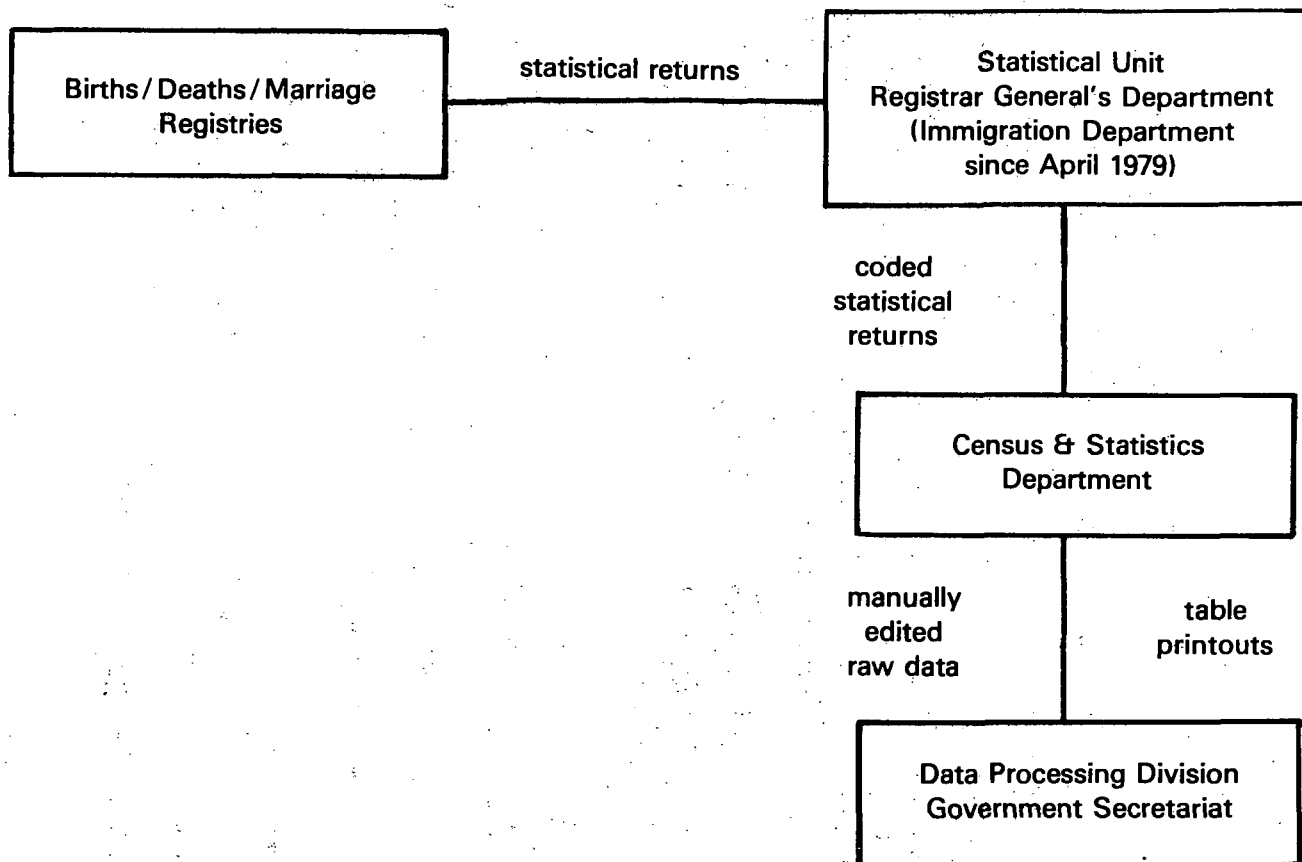 Births/Deaths/Marriage
Registries
statistical returns
Statistical Unit
Registrar General's Department
(Immigration Department
since April 1979)
coded
statistical
returns
Census & Statistics
Department
manually
edited
raw data
table
printouts
Data Processing Division
Government Secretariat